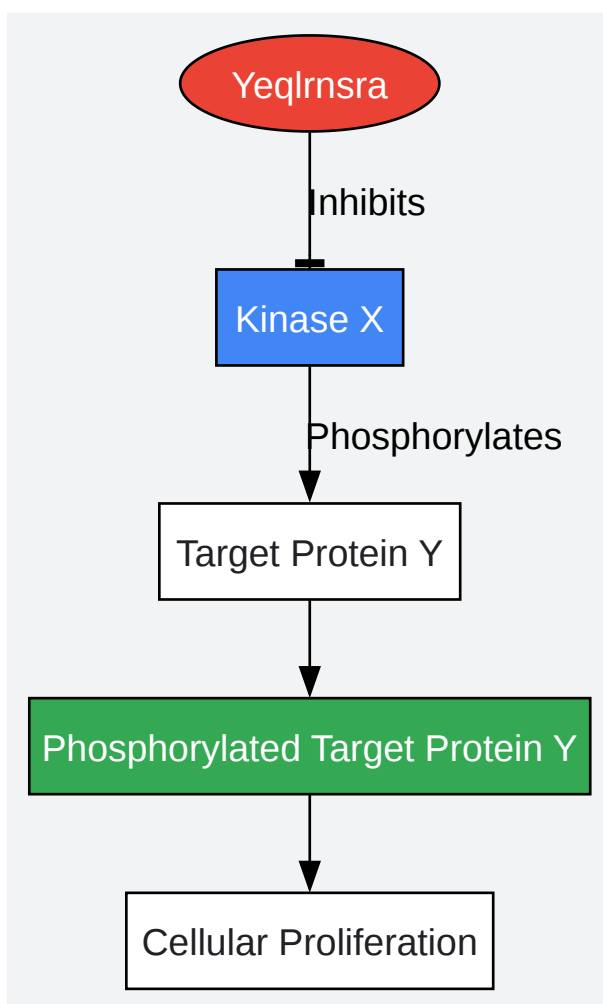 Yeqlrnsra
Inhibits
Kinase X
Phosphorylates
Target Protein Y
Phosphorylated Target Protein Y
Cellular Proliferation